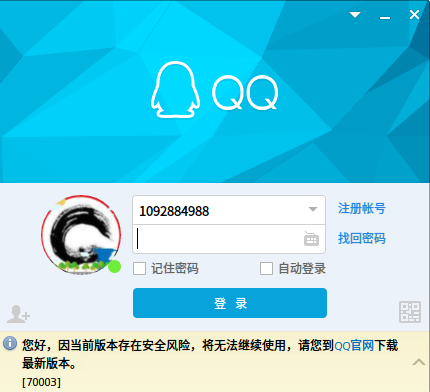 QQ
1092884988
注册帐号
找回密码
记住密码
自动登录
登 录
您好，因当前版本存在安全风险，将无法继续使用，请您到QQ官网下载
最新版本。
[70003]